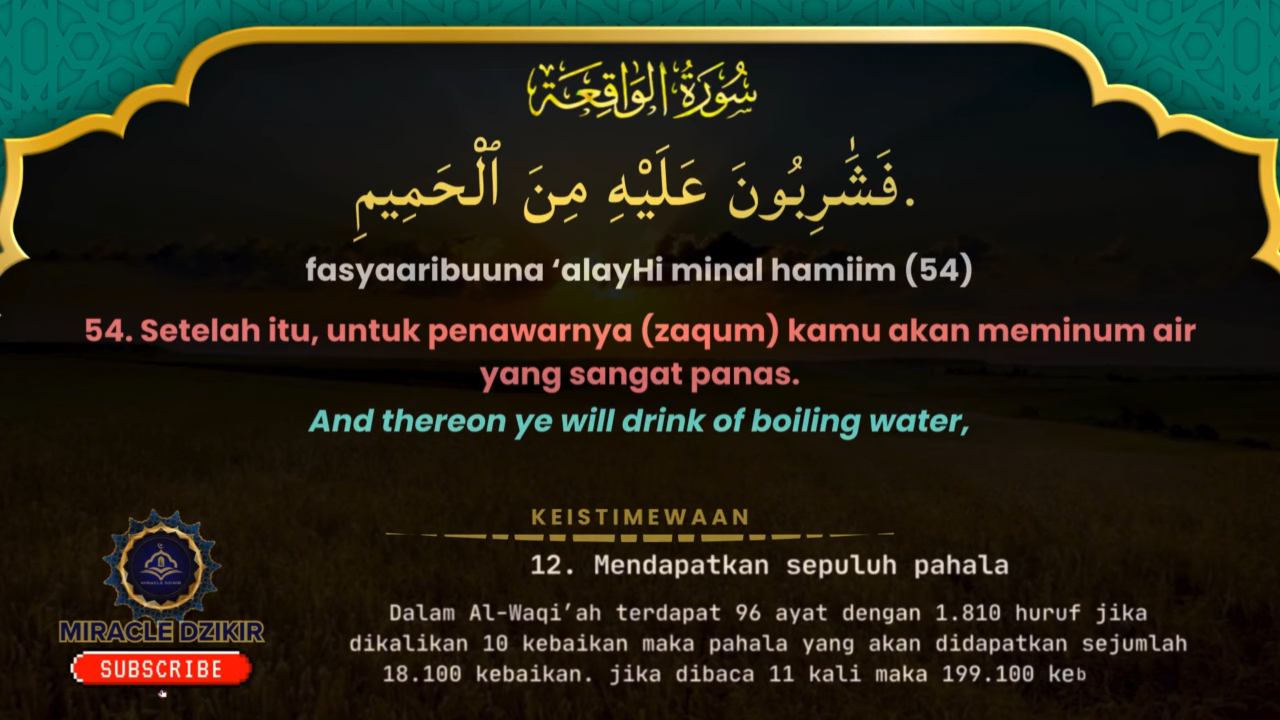 سُورَةُ الوَاقِعَة
فَشَٰرِبُونَ عَلَيْهِ مِنَ ٱلْحَمِيمِ.
fasyaaribuuna ‘alayHi minal hamiim (54)
54. Setelah itu, untuk penawarnya (zaqum) kamu akan meminum air
yang sangat panas.
And thereon ye will drink of boiling water,
KEISTIMEWAAN
12. Mendapatkan sepuluh pahala
Dalam Al-Waqi’ah terdapat 96 ayat dengan 1.810 huruf jika
dikalikan 10 kebaikan maka pahala yang akan didapatkan sejumlah
18.100 kebaikan. jika dibaca 11 kali maka 199.100 keb
MIRACLE DZIKIR
MIRACLE DZIKIR
SUBSCRIBE